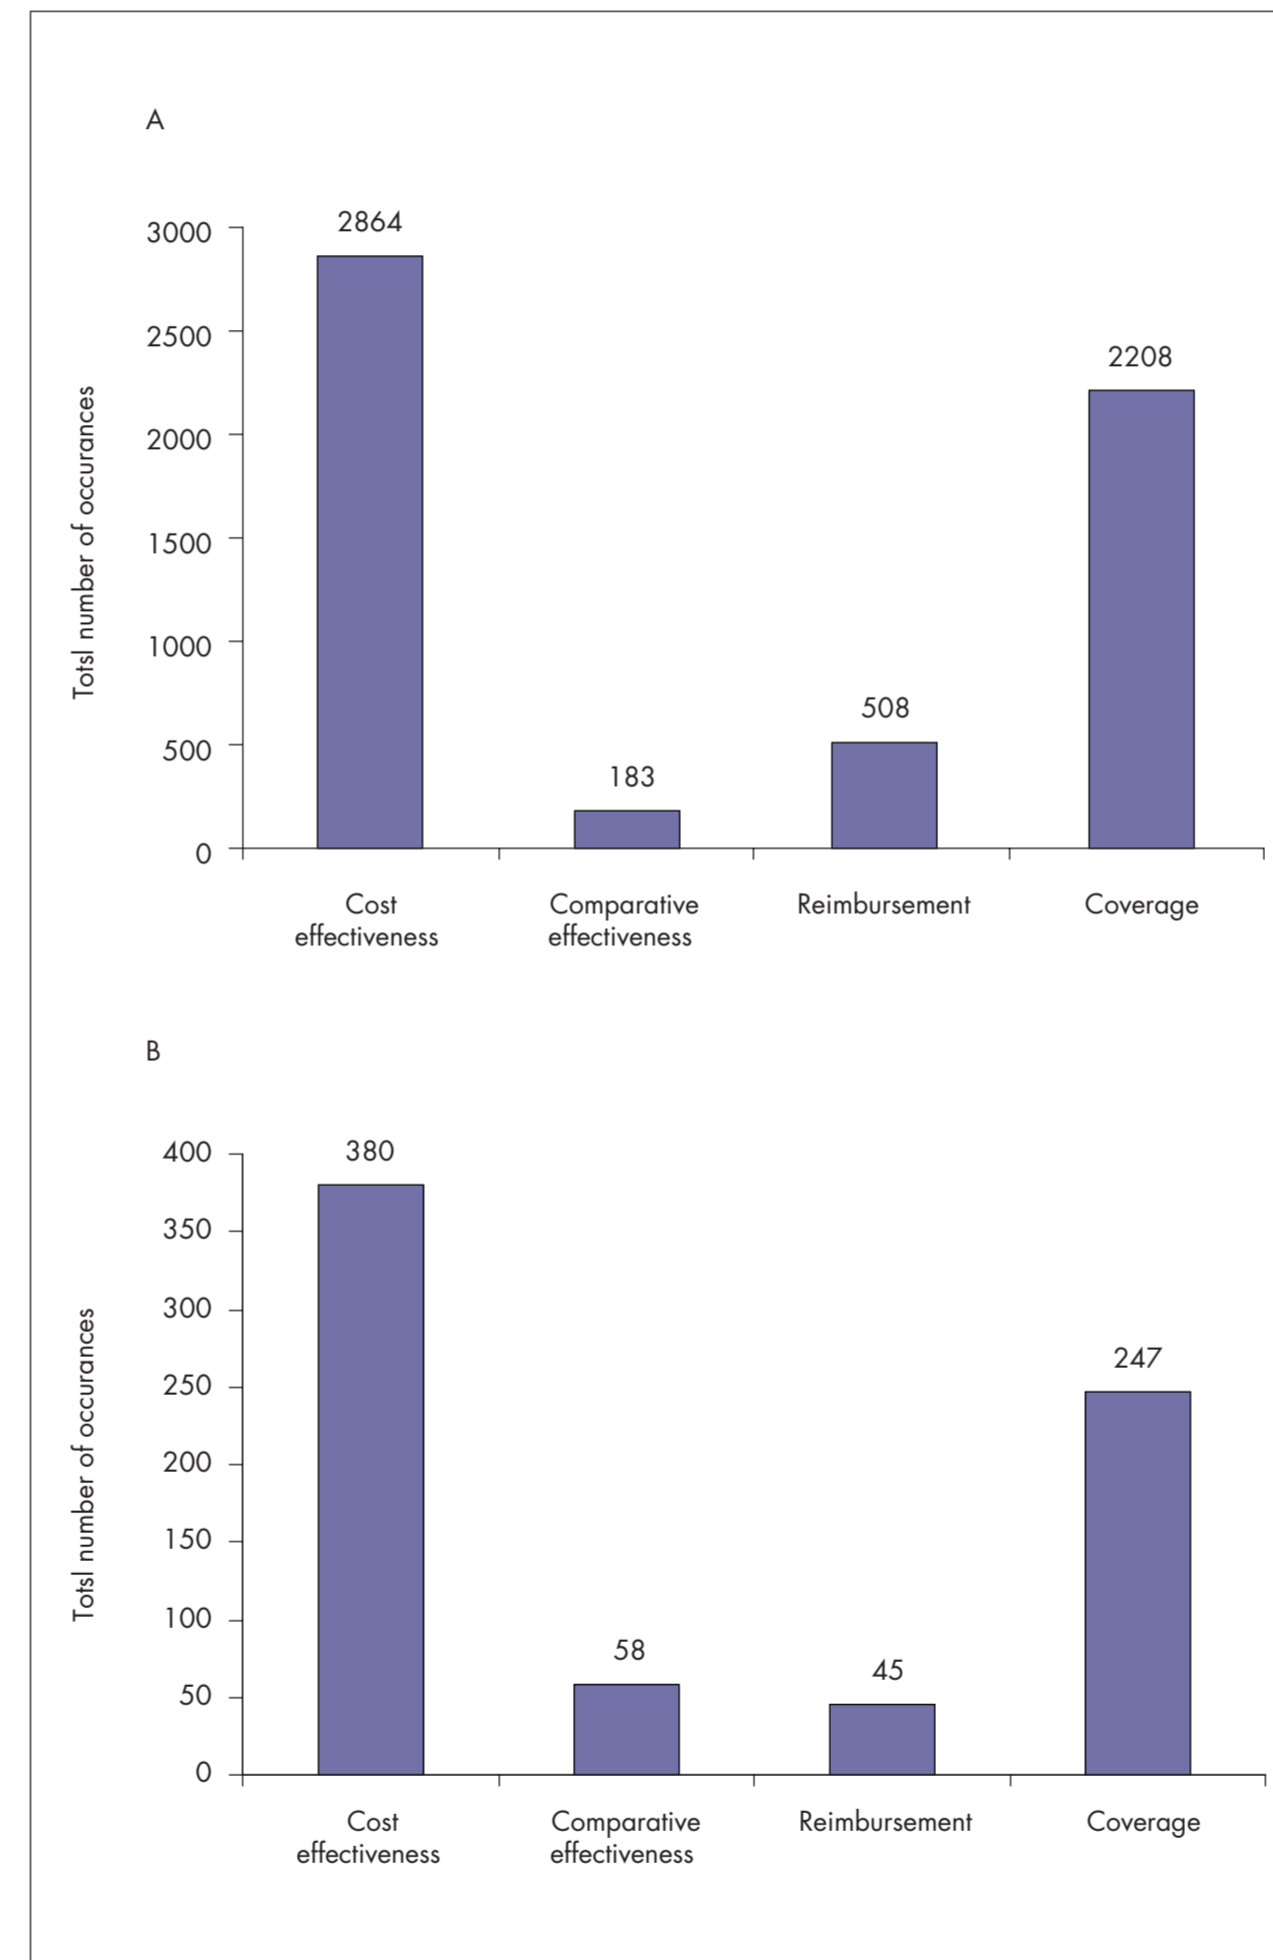 A
3000
2500
2000
1500
1000
500
0
Totsl number of occurances
2864
183
508
2208
Cost
effectiveness
Comparative
effectiveness
Reimbursement
Coverage
B
400
350
300
250
200
150
100
50
0
Totsl number of occurances
380
58
45
247
Cost
effectiveness
Comparative
effectiveness
Reimbursement
Coverage